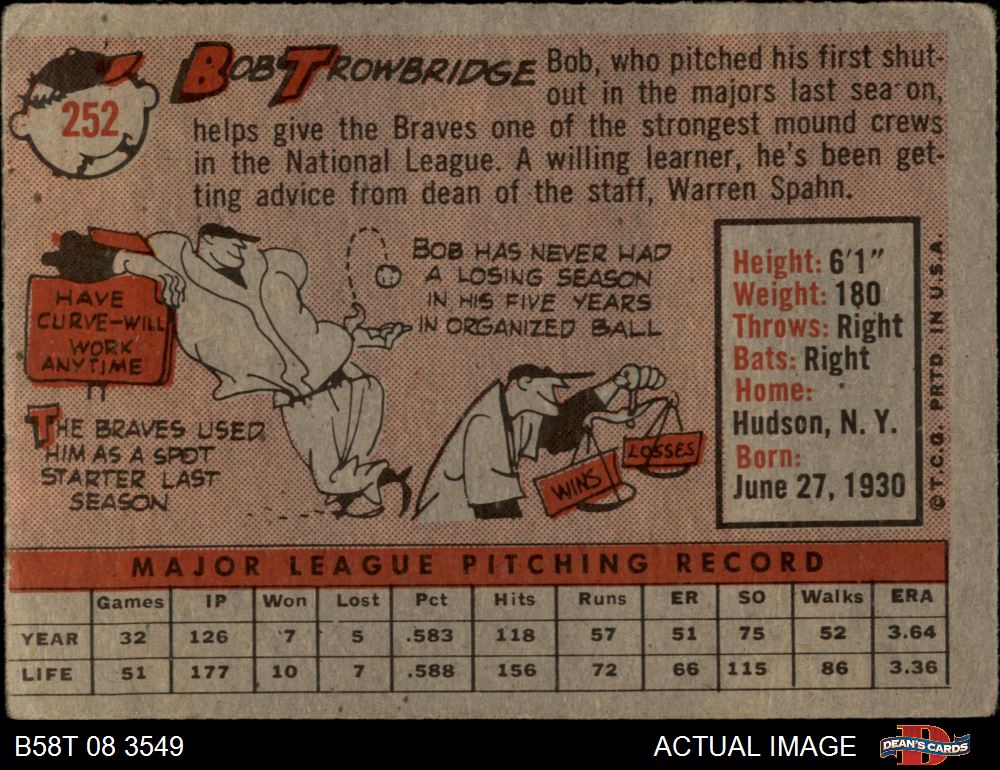 252
BOB TROWBRIDGE
Bob, who pitched his first shut-
out in the majors last sea on,
helps give the Braves one of the strongest mound crews
in the National League. A willing learner, he's been get-
ting advice from dean of the staff, Warren Spahn.
HAVE
CURVE-WILL
WORK
ANYTIME
BOB HAS NEVER HAD
A LOSING SEASON
IN HIS FIVE YEARS
IN ORGANIZED BALL
THE BRAVES USED
HIM AS A SPOT
STARTER LAST
SEASON
WINS
LOSSES
Height: 6'1"
Weight: 180
Throws: Right
Bats: Right
Home:
Hudson, N. Y.
Born:
June 27, 1930
© T.C.G. PRTD. IN U.S.A.
MAJOR LEAGUE PITCHING RECORD
Games IP Won Lost Pct Hits Runs ER SO Walks ERA
YEAR 32 126 7 5 .583 118 57 51 75 52 3.64
LIFE 51 177 10 7 .588 156 72 66 115 86 3.36
B58T 08 3549
ACTUAL IMAGE
DEAN'S CARDS